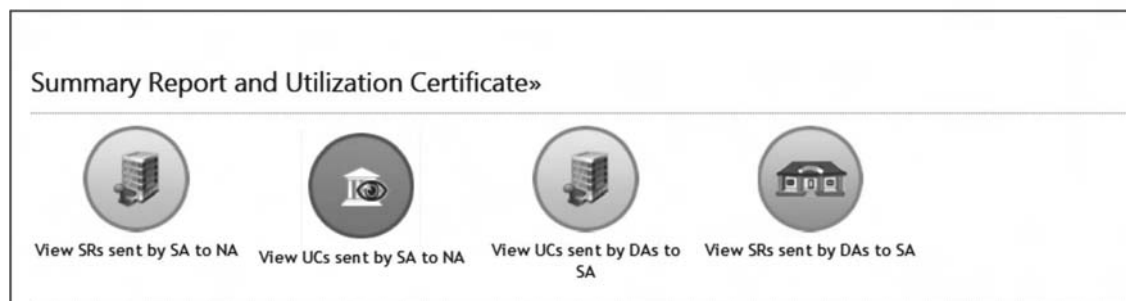 Summary Report and Utilization Certificate»
View SRs sent by SA to NA
View UCs sent by SA to NA
View UCs sent by DAs to
SA
View SRs sent by DAs to SA